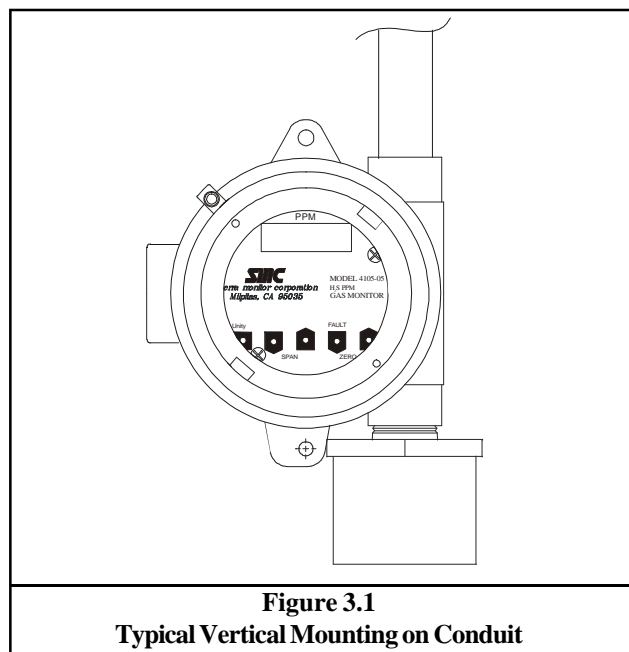 PPM
SMC
erra monitor corporation
Milpitas, CA 95035
MODEL 4105-05
H₂S PPM
GAS MONITOR
Unity
FAULT
SPAN
ZERO
Figure 3.1
Typical Vertical Mounting on Conduit